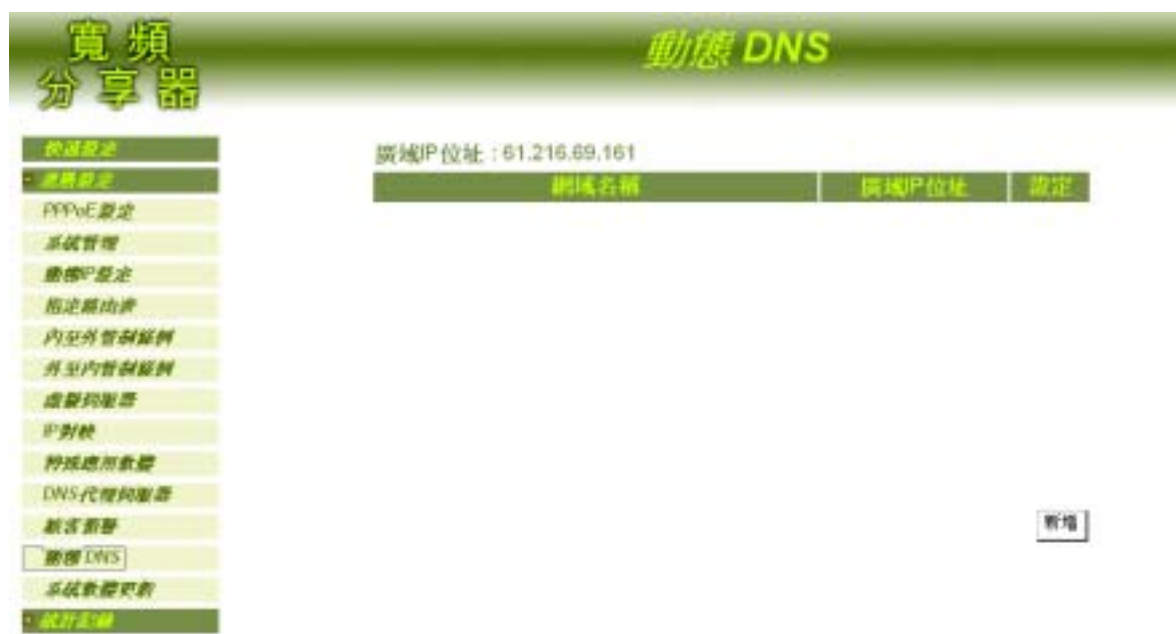 寬頻
分享器
動態 DNS
快速設定
進階設定
PPPoE設定
系統管理
動態IP設定
指定路由表
內至外管制條例
外至內管制條例
虛擬伺服器
IP對映
特殊應用軟體
DNS代理伺服器
駭客預警
動態 DNS
系統軟體更新
統計記錄
廣域IP位址：61.216.69.161
網域名稱 廣域IP位址 設定
新增